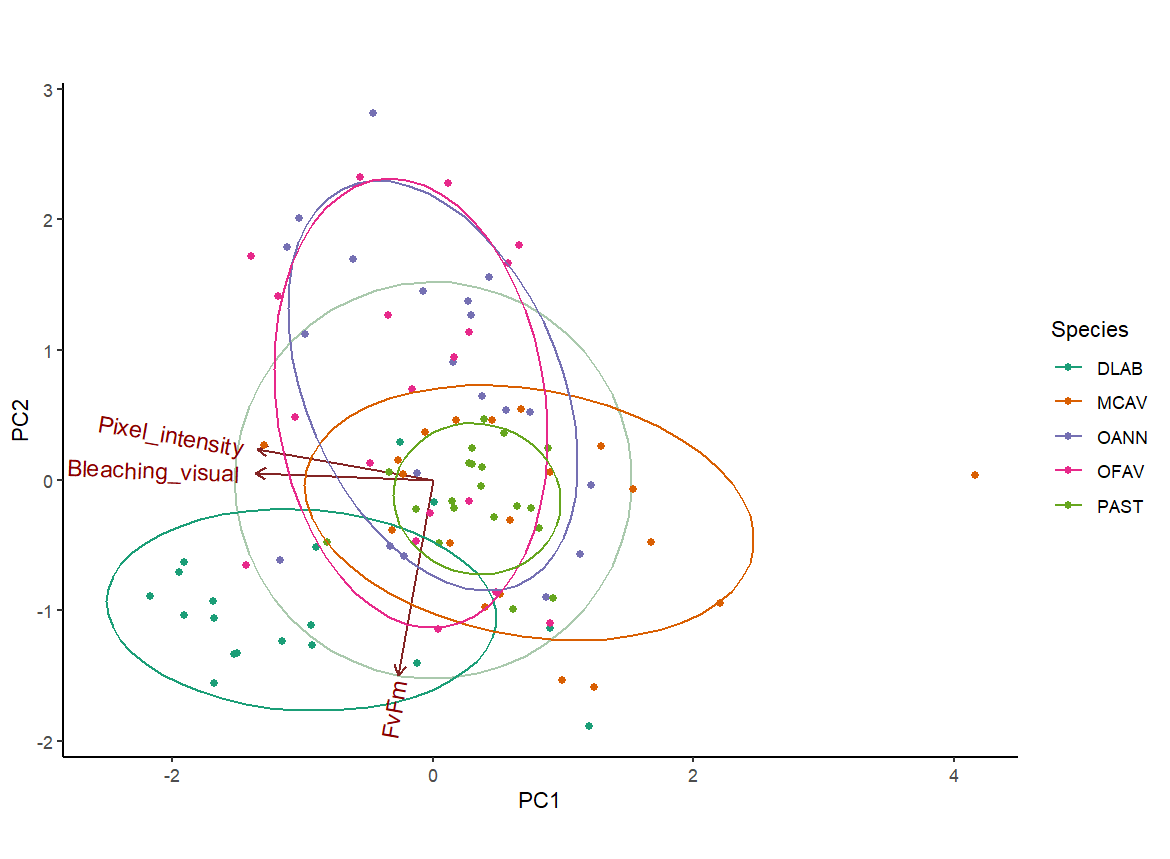 3
2
1
0
-1
-2
PC2
Pixel_intensity
Bleaching_visual
FvFm
-2
0
2
4
PC1
Species
DLAB
MCAV
OANN
OFAV
PAST